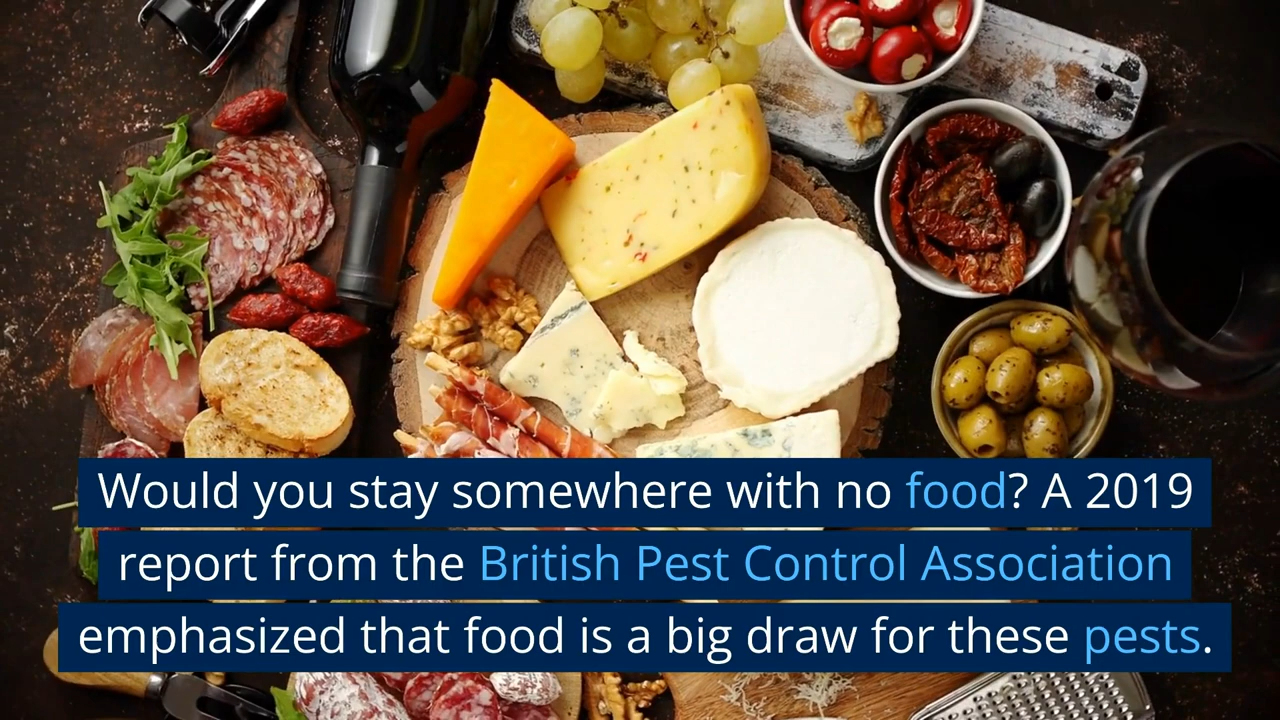 Would you stay somewhere with no food? A 2019
report from the British Pest Control Association
emphasized that food is a big draw for these pests.